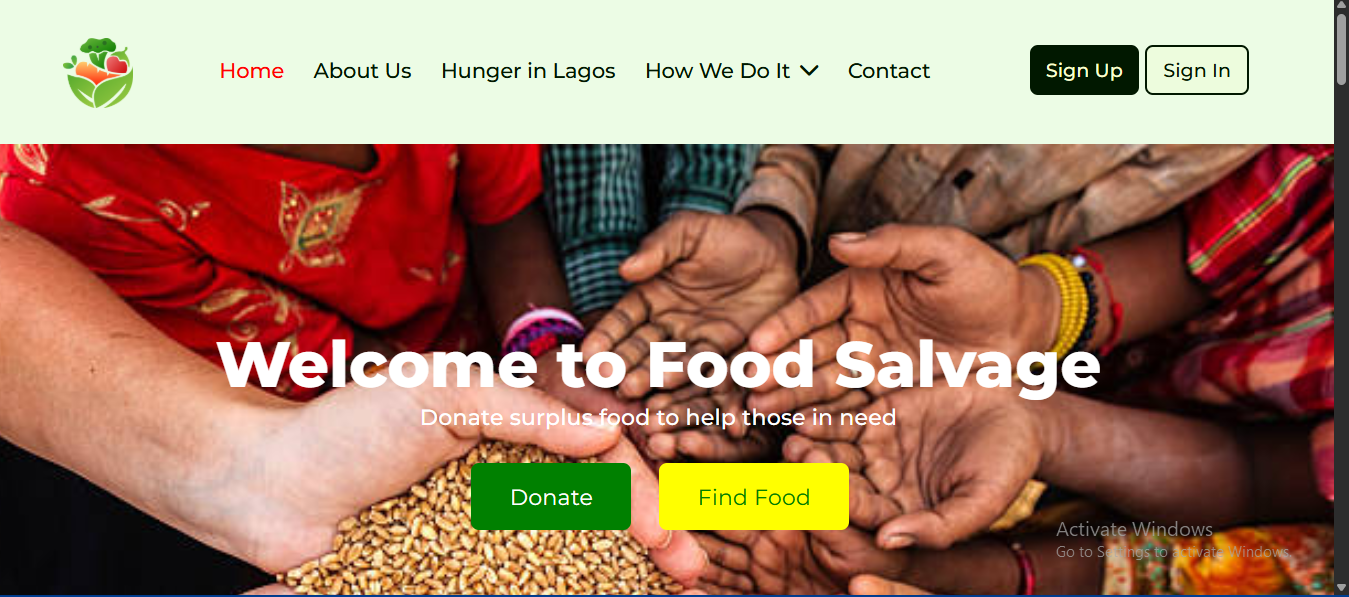 Home About Us Hunger in Lagos How We Do It Contact Sign Up Sign In
Welcome to Food Salvage
Donate surplus food to help those in need
Donate Find Food
Activate Windows
Go to Settings to activate Windows.